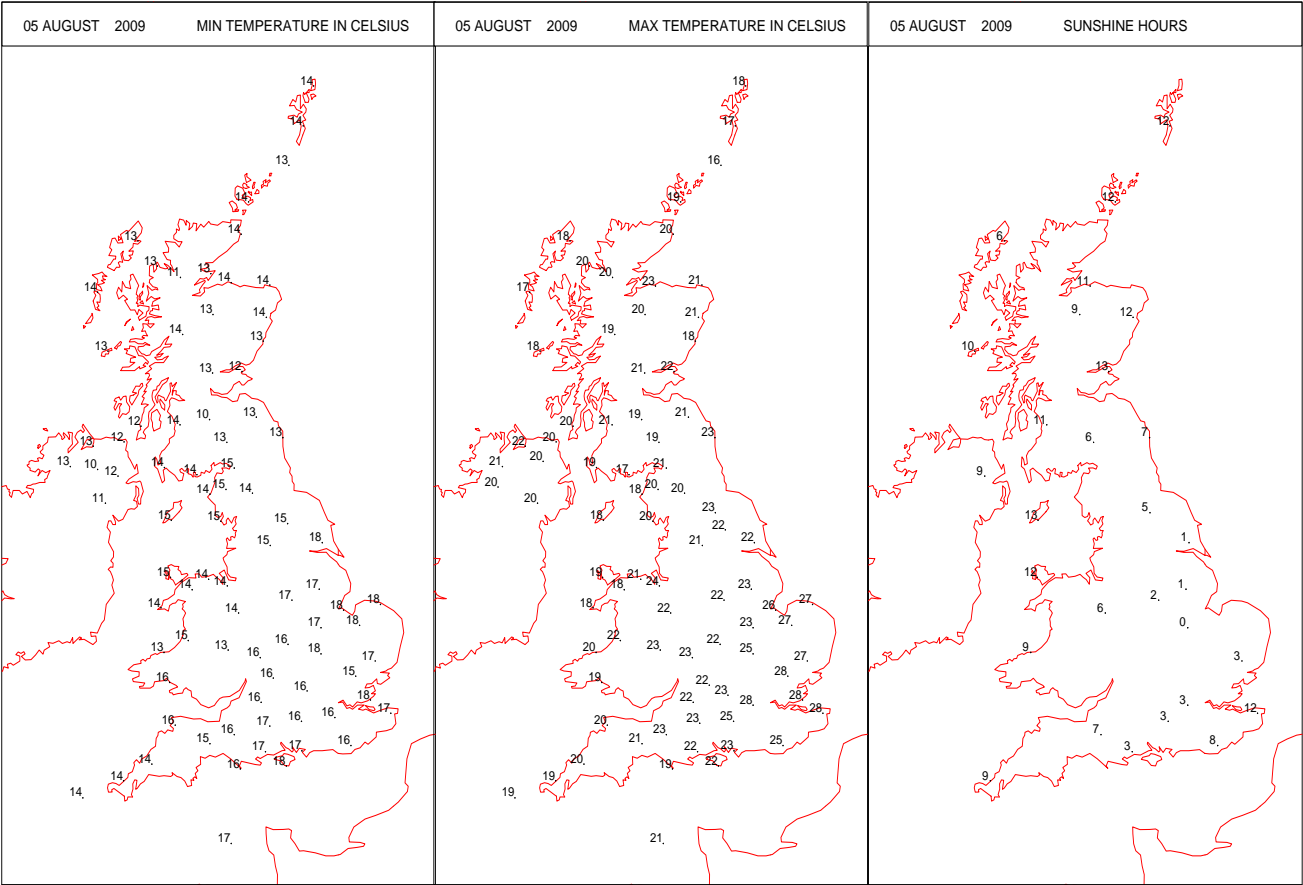 05 AUGUST 2009 MIN TEMPERATURE IN CELSIUS
14
14
13
14
14
13
13 11 13
14 14
14
13 14
14 13
13
13 12
12 14 10 13
13 12 13 13
13 10 14 14 15
12 15
11 14 14
15 15 15
15 18
15 14 14
14 14 17
14 14 17 18 18
17 18
15 16
13 13 16 18
17
16 16 15
16 18
16 17
16 17 16 16
16
15 17 17 16
14 16 18
14
14
17
05 AUGUST 2009 MAX TEMPERATURE IN CELSIUS
18
17
16
19
20
18
20 20
23 21
17
20 21
19 18
18
21 22
20 21 19 21
22 20 19 23
21 20 19 17 21
20 20
20 18 20
18 20 23
22
21 22
19 21
18 24 23
18 22 22 26 27
23 27
22 22
20 23 23 25
27
19 22 28
22 23 28
28 28
20 23 25
23
21 22 23 25
20 19 22
19
19
21
05 AUGUST 2009 SUNSHINE HOURS
12
12
6
11
9 12
10
13
11
6 7
9
13 5
1
12
1
6 2
0
9
3
3
12
3
7
3 8
9